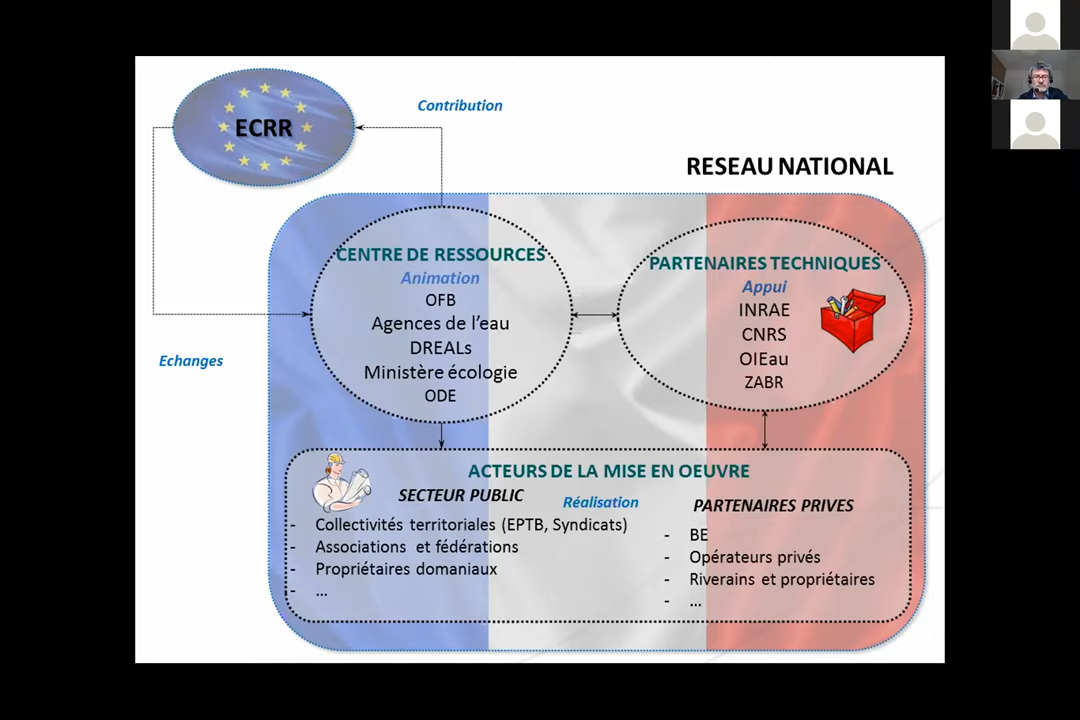 Contribution
ECRR
RESEAU NATIONAL
CENTRE DE RESSOURCES
Animation
OFB
Agences de l'eau
DREALs
Ministère écologie
ODE
PARTENAIRES TECHNIQUES
Appui
INRAE
CNRS
OIEau
ZABR
Echanges
ACTEURS DE LA MISE EN OEUVRE
SECTEUR PUBLIC
Réalisation
PARTENAIRES PRIVES
- Collectivités territoriales (EPTB, Syndicats)
- Associations et fédérations
- Propriétaires domaniaux
- ...
- BE
- Opérateurs privés
- Riverains et propriétaires
- ...